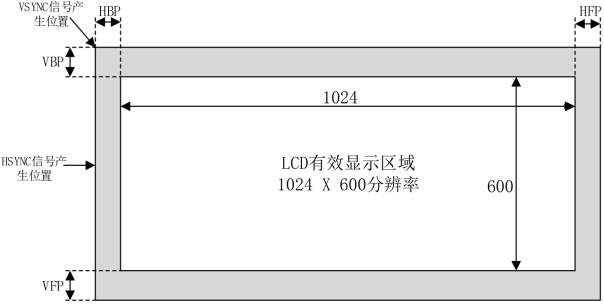 VSYNC信号产
生位置
HBP
HFP
VBP
1024
HSYNC信号产
生位置
LCD有效显示区域
1024 X 600分辨率
600
VFP